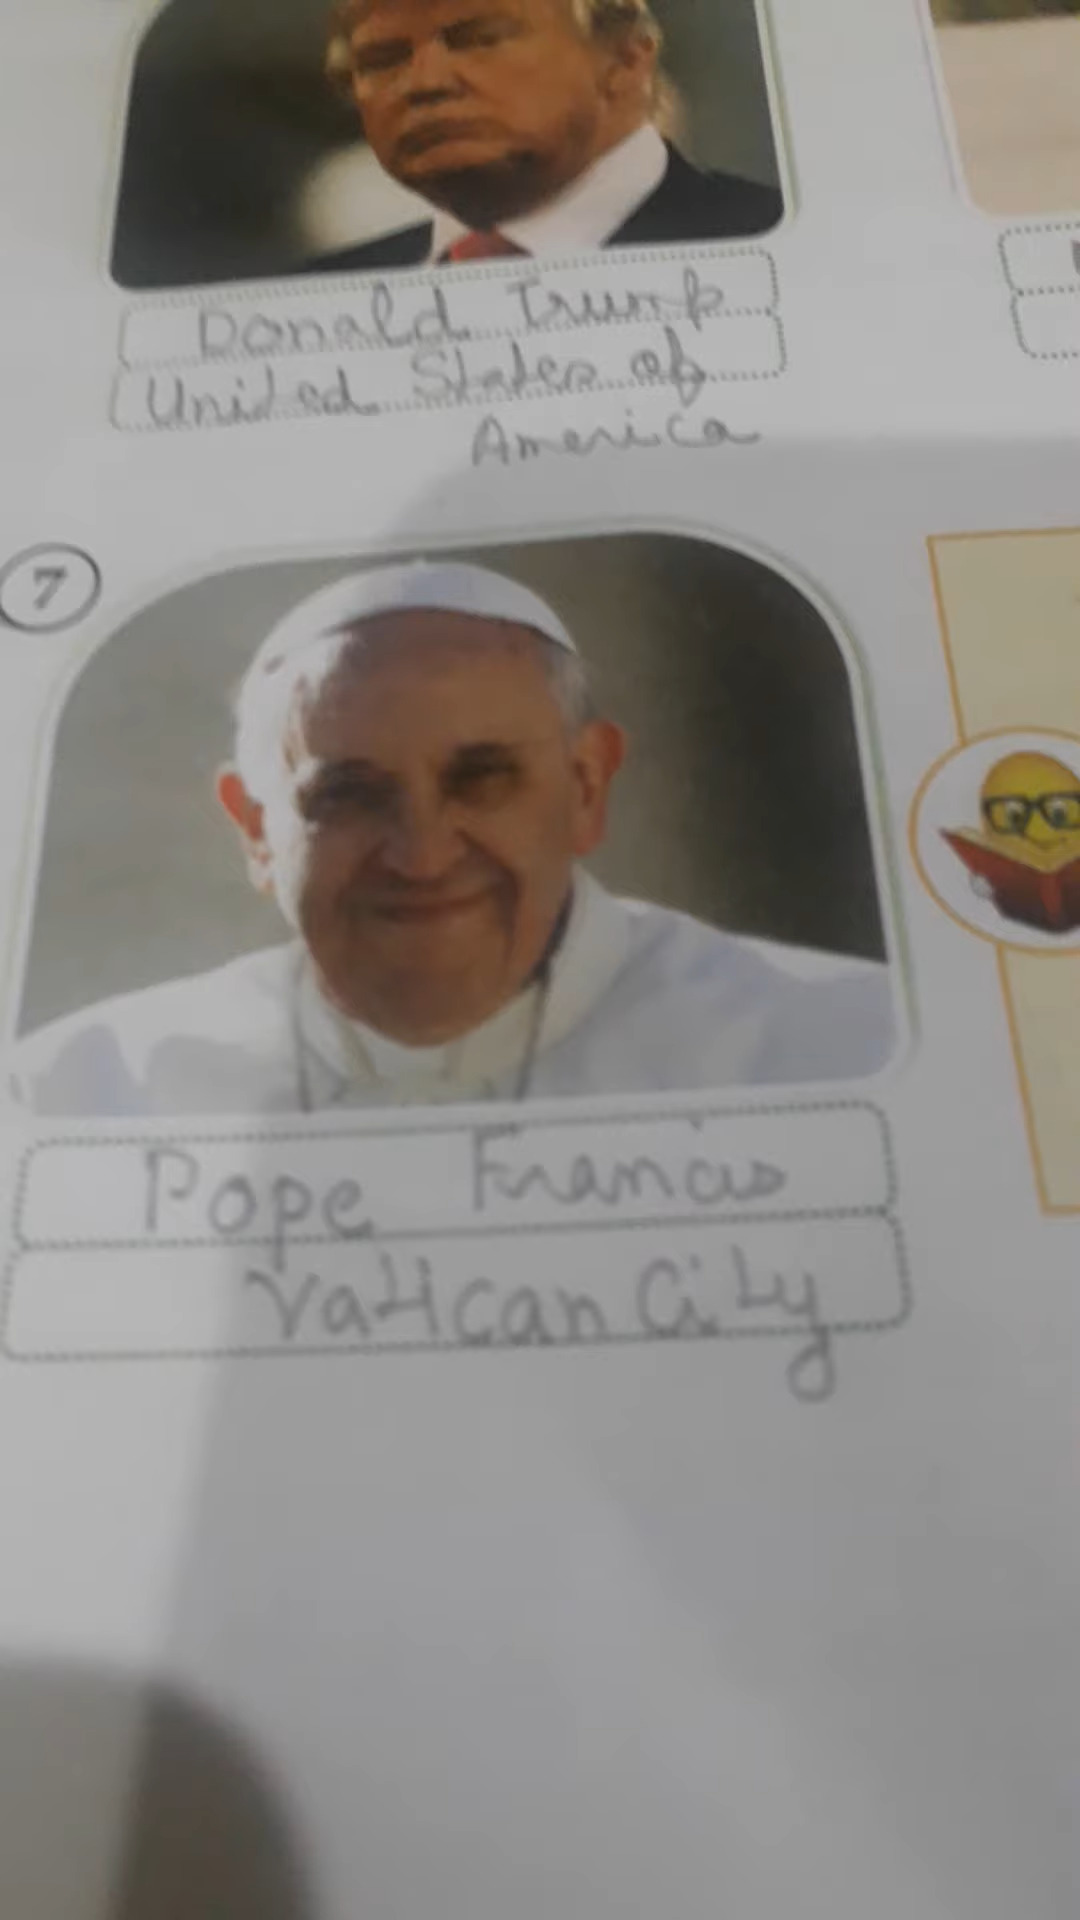 Donald Trump
United States of
America
7
Pope Francis
Vatican City